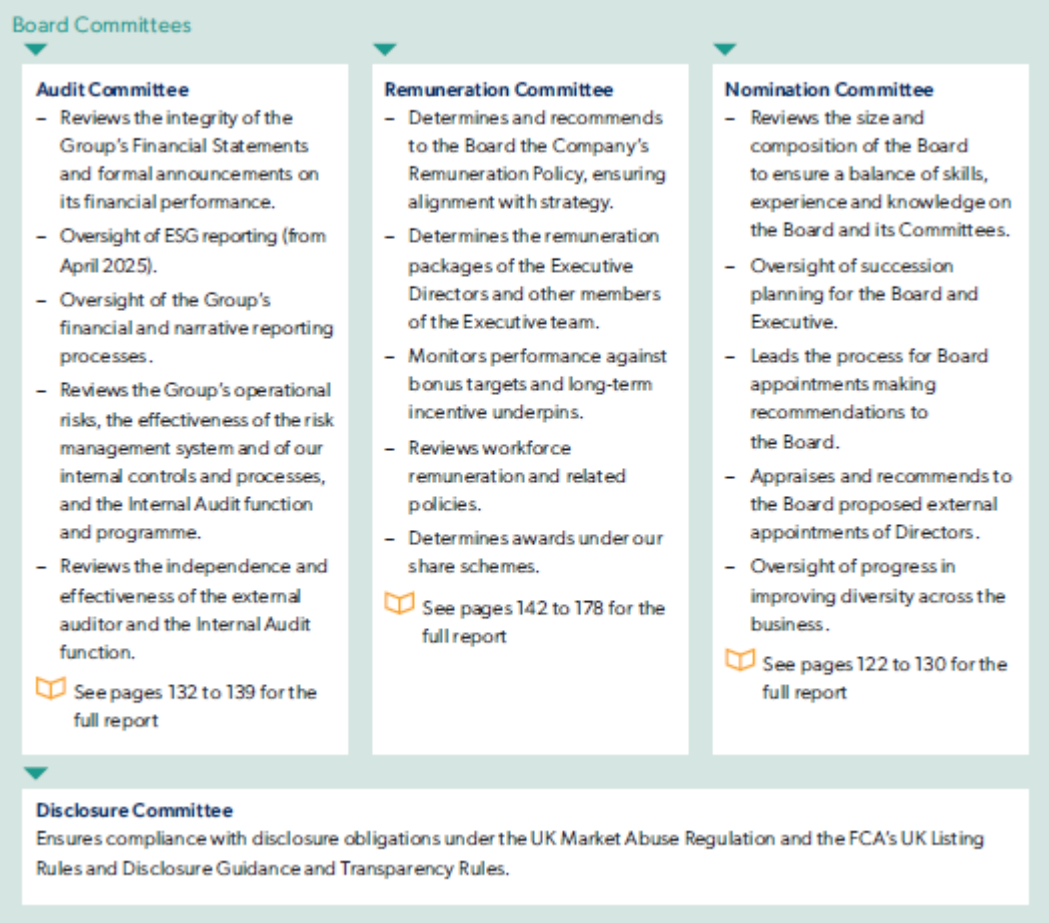 Board Committees
Audit Committee
– Reviews the integrity of the
Group's Financial Statements
and formal announcements on
its financial performance.
– Oversight of ESG reporting (from
April 2025).
– Oversight of the Group's
financial and narrative reporting
processes.
– Reviews the Group's operational
risks, the effectiveness of the risk
management system and of our
internal controls and processes,
and the Internal Audit function
and programme.
– Reviews the independence and
effectiveness of the external
auditor and the Internal Audit
function.
See pages 132 to 139 for the
full report
Remuneration Committee
– Determines and recommends
to the Board the Company's
Remuneration Policy, ensuring
alignment with strategy.
– Determines the remuneration
packages of the Executive
Directors and other members
of the Executive team.
– Monitors performance against
bonus targets and long-term
incentive underpins.
– Reviews workforce
remuneration and related
policies.
– Determines awards under our
share schemes.
See pages 142 to 178 for the
full report
Nomination Committee
– Reviews the size and
composition of the Board
to ensure a balance of skills,
experience and knowledge on
the Board and its Committees.
– Oversight of succession
planning for the Board and
Executive.
– Leads the process for Board
appointments making
recommendations to
the Board.
– Appraises and recommends to
the Board proposed external
appointments of Directors.
– Oversight of progress in
improving diversity across the
business.
See pages 122 to 130 for the
full report
Disclosure Committee
Ensures compliance with disclosure obligations under the UK Market Abuse Regulation and the FCA's UK Listing
Rules and Disclosure Guidance and Transparency Rules.